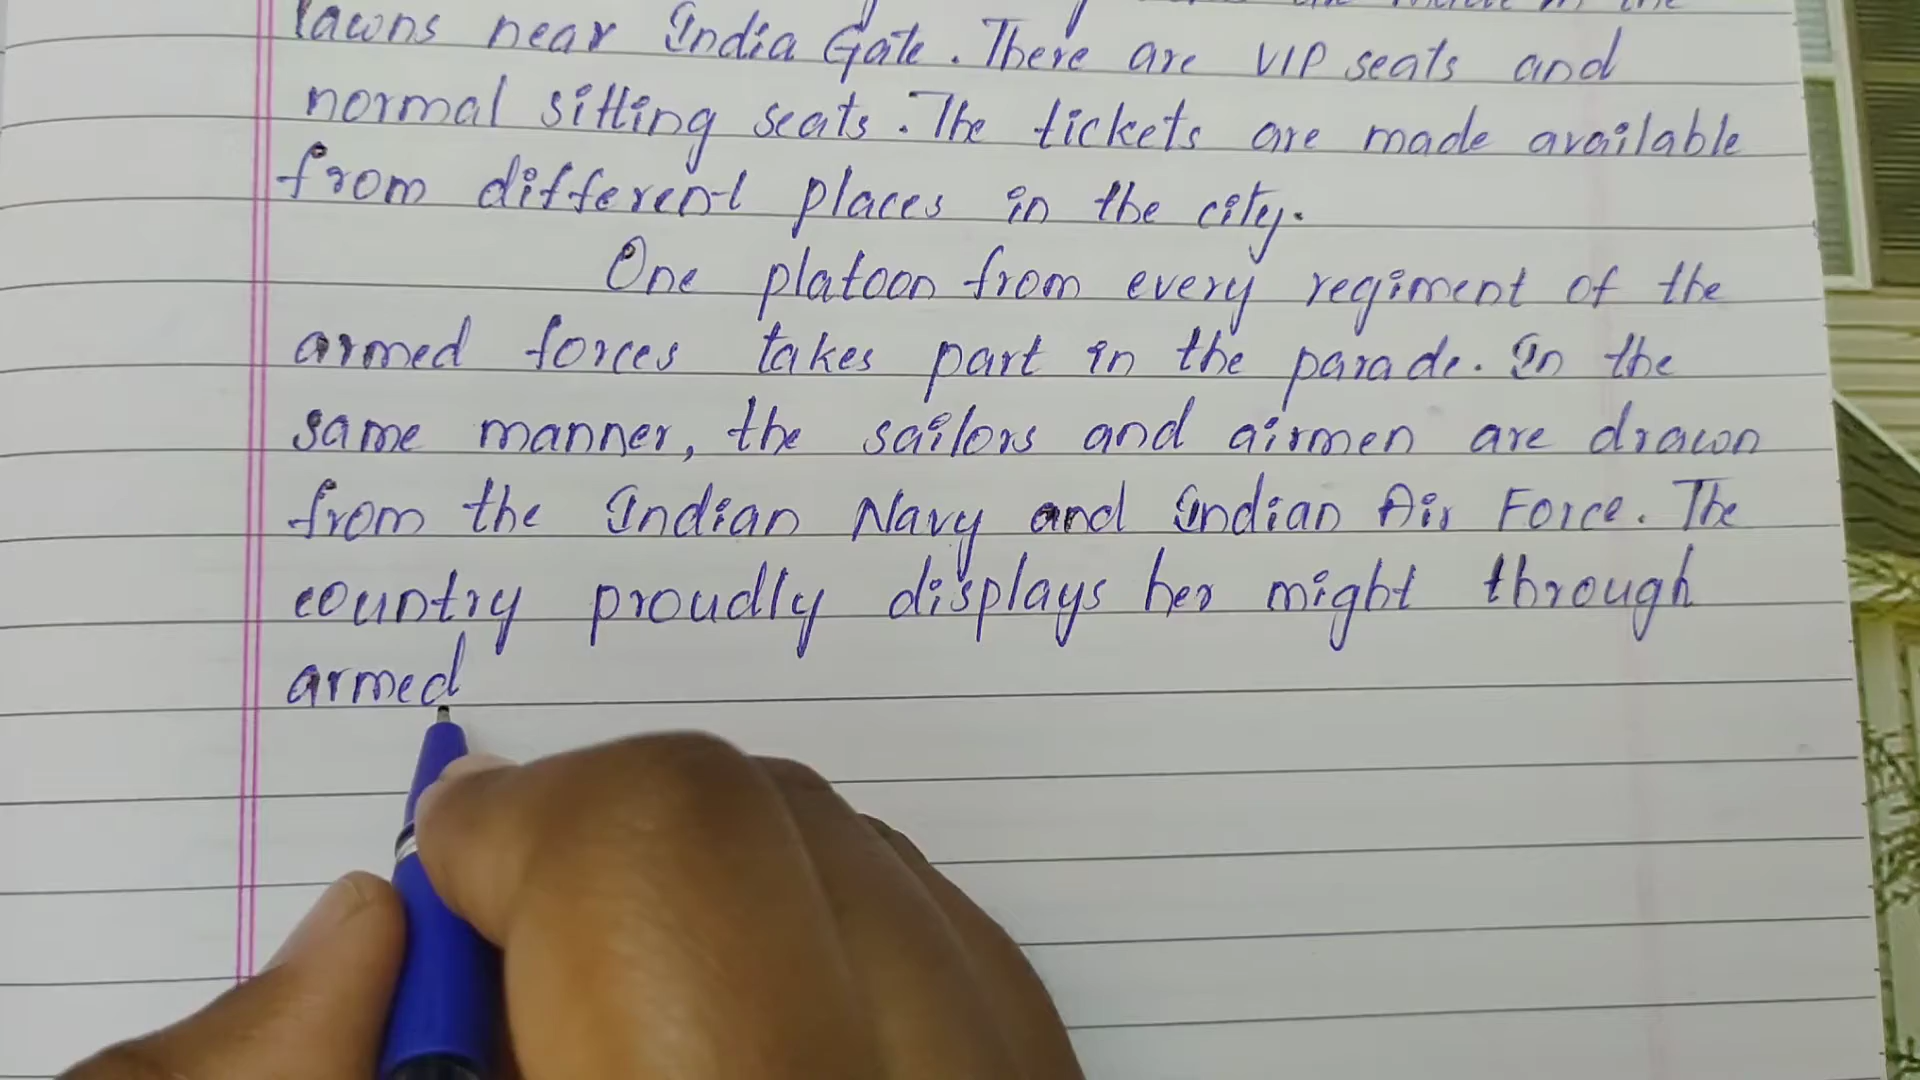 in the
lawns near India Gate. There are VIP seats and
normal sitting seats. The tickets are made available
from different places in the city.
One platoon from every regiment of the
armed forces takes part in the parade. In the
same manner, the sailors and airmen are drawn
from the Indian Navy and Indian Air Force. The
country proudly displays her might through
armed